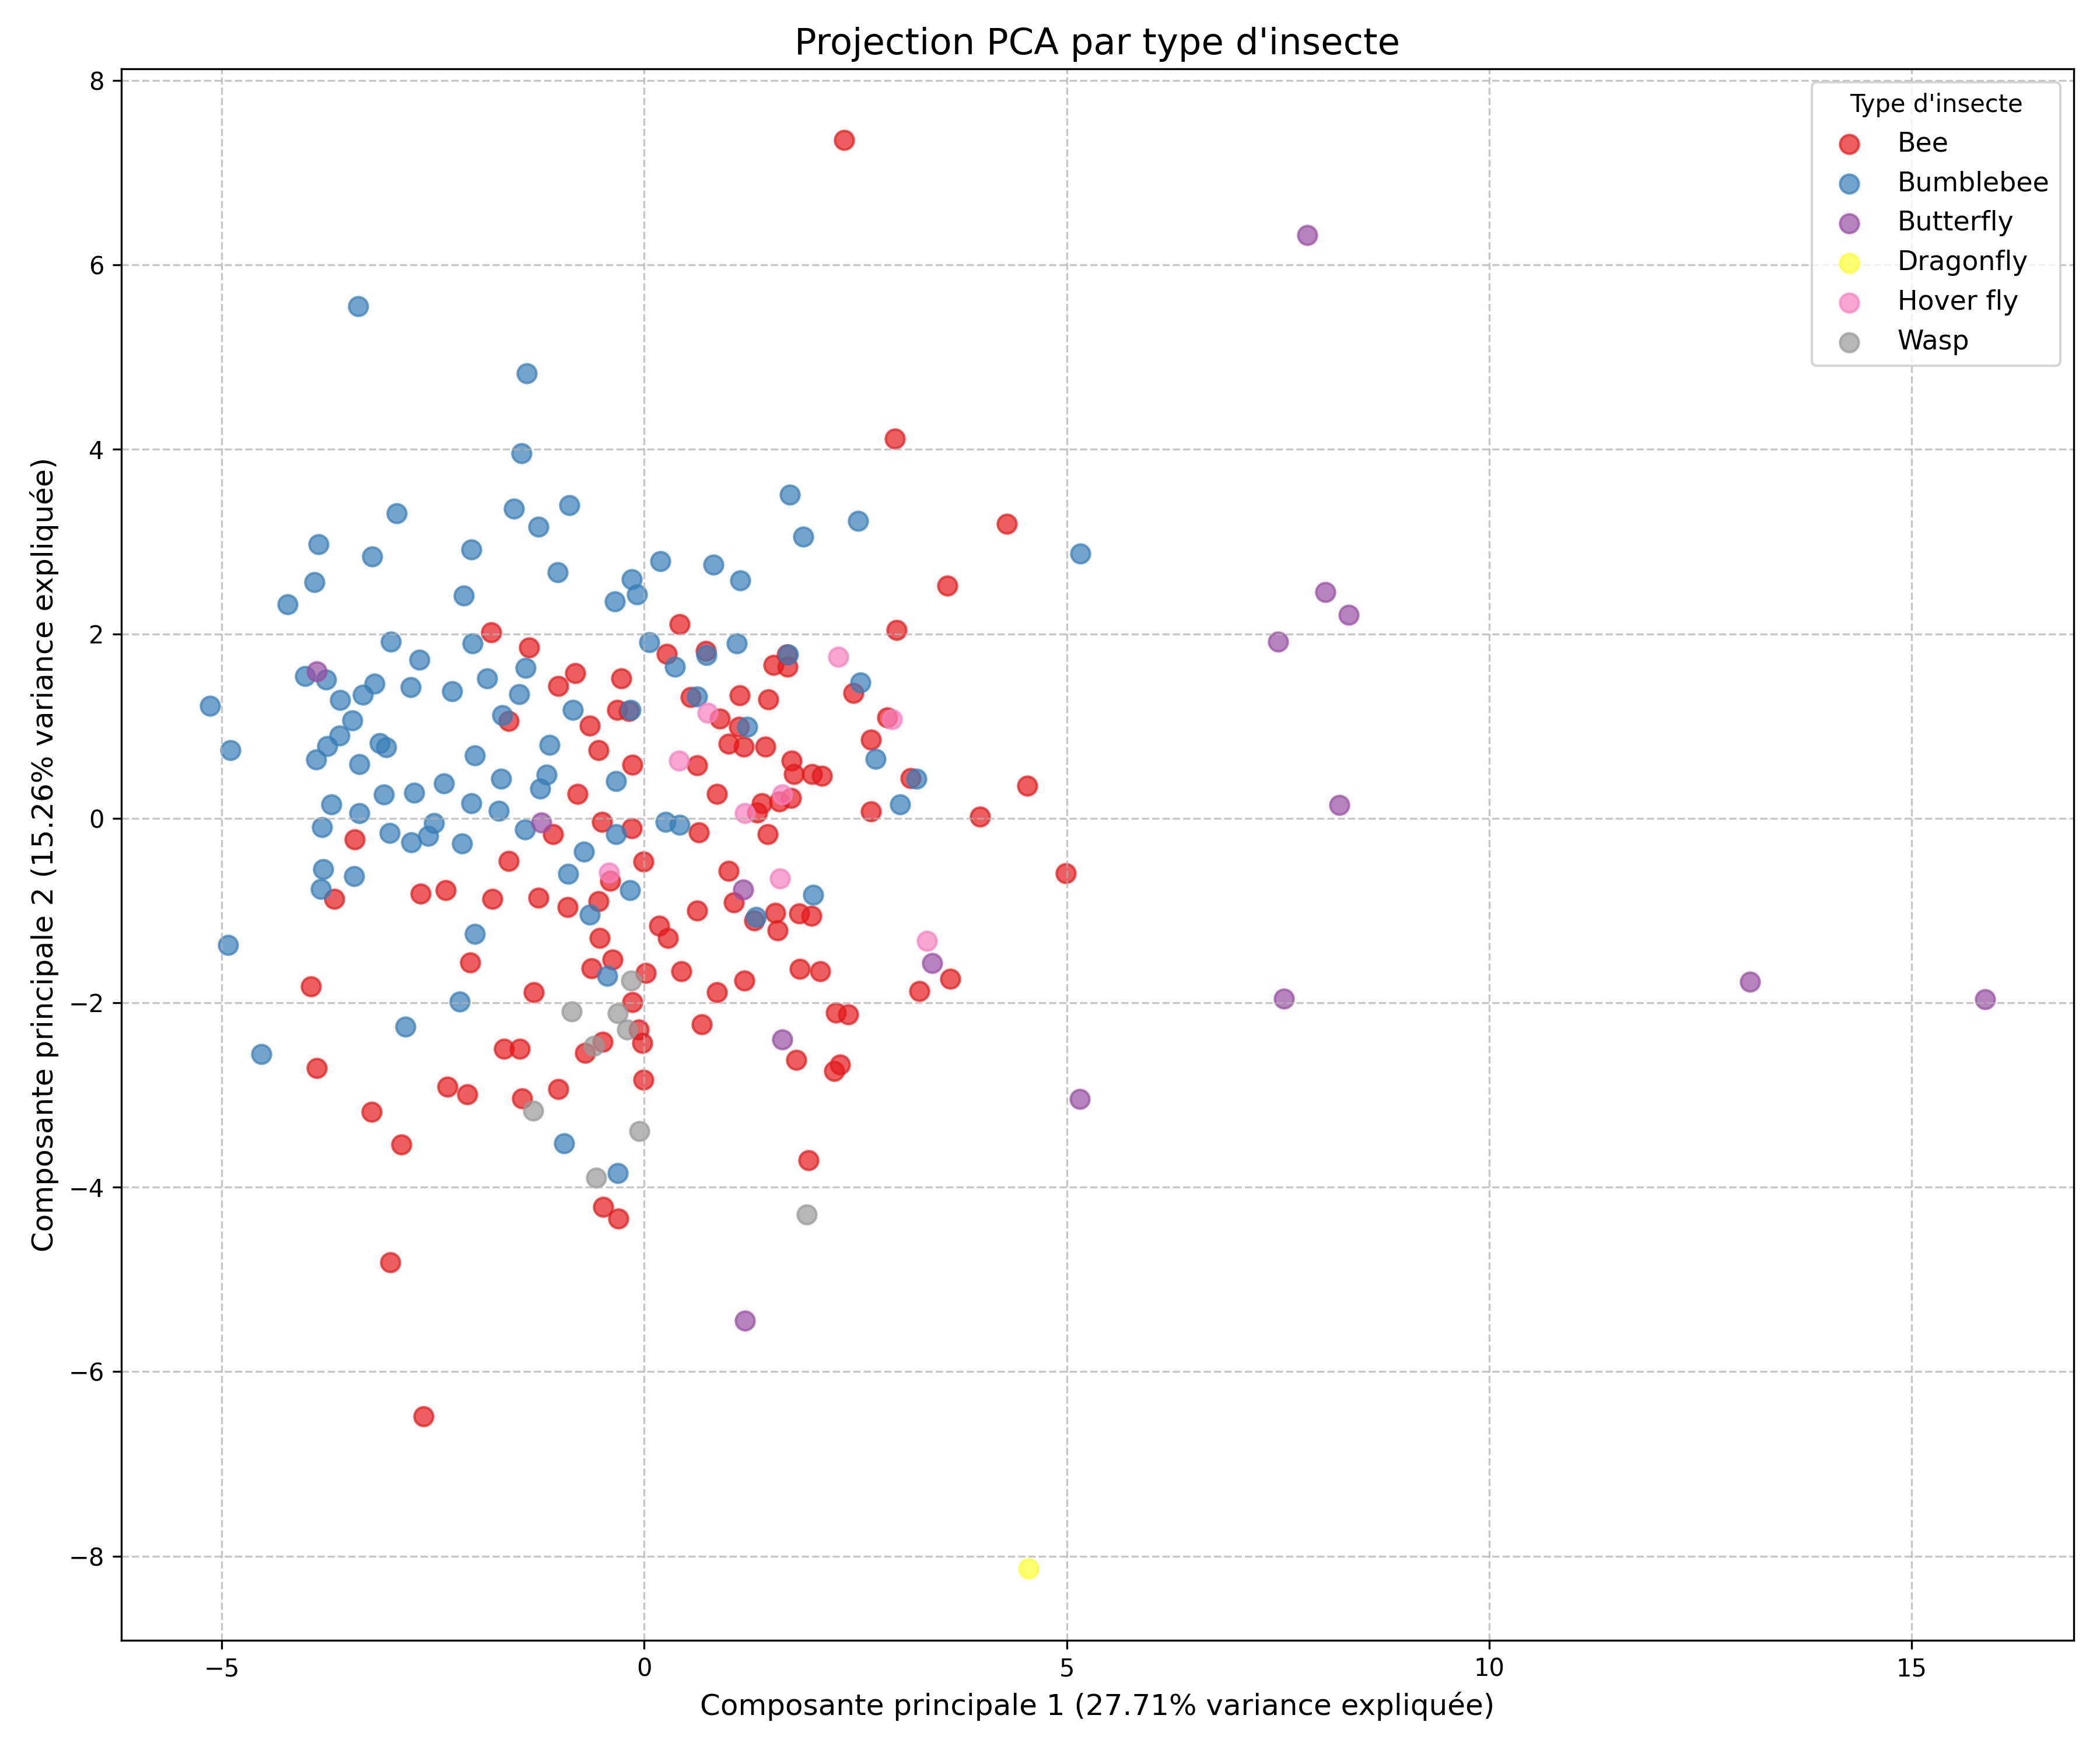 Projection PCA par type d'insecte
8
6
4
2
0
−2
−4
−6
−8
Composante principale 2 (15.26% variance expliquée)
Type d'insecte
Bee
Bumblebee
Butterfly
Dragonfly
Hover fly
Wasp
−5
0
5
10
15
Composante principale 1 (27.71% variance expliquée)